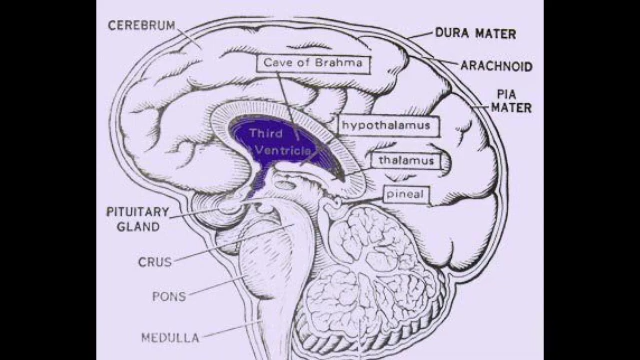 CEREBRUM
DURA MATER
Cave of Brahma
ARACHNOID
PIA
MATER
hypothalamus
Third
Ventricle
thalamus
pineal
PITUITARY
GLAND
CRUS
PONS
MEDULLA